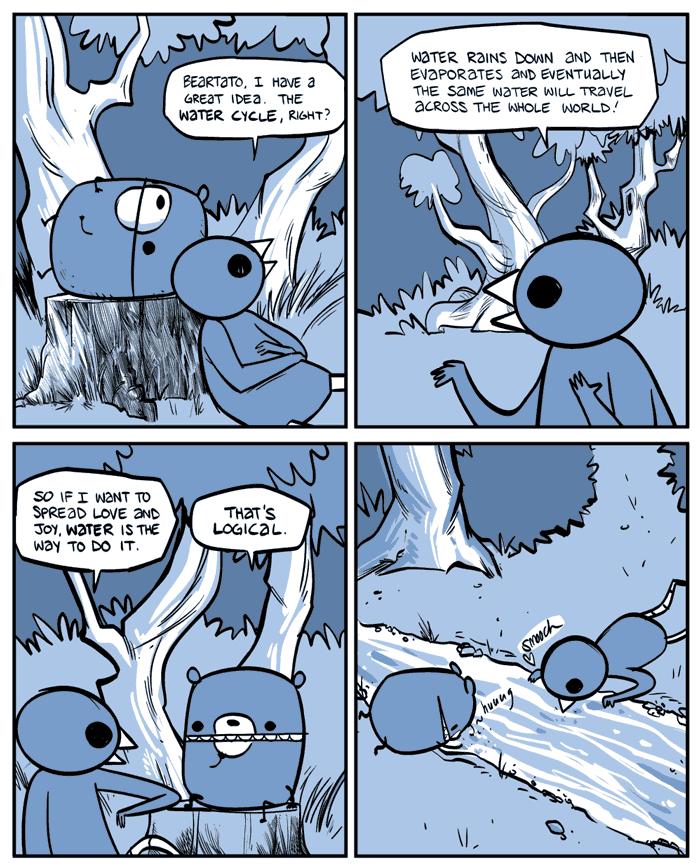 BEARTATO, I HAVE A
GREAT IDEA. THE
WATER CYCLE, RIGHT?
WATER RAINS DOWN AND THEN
EVAPORATES AND EVENTUALLY
THE SAME WATER WILL TRAVEL
ACROSS THE WHOLE WORLD!
SO IF I WANT TO
SPREAD LOVE AND
JOY, WATER IS THE
WAY TO DO IT.
THAT'S
LOGICAL.
smooch
huuug